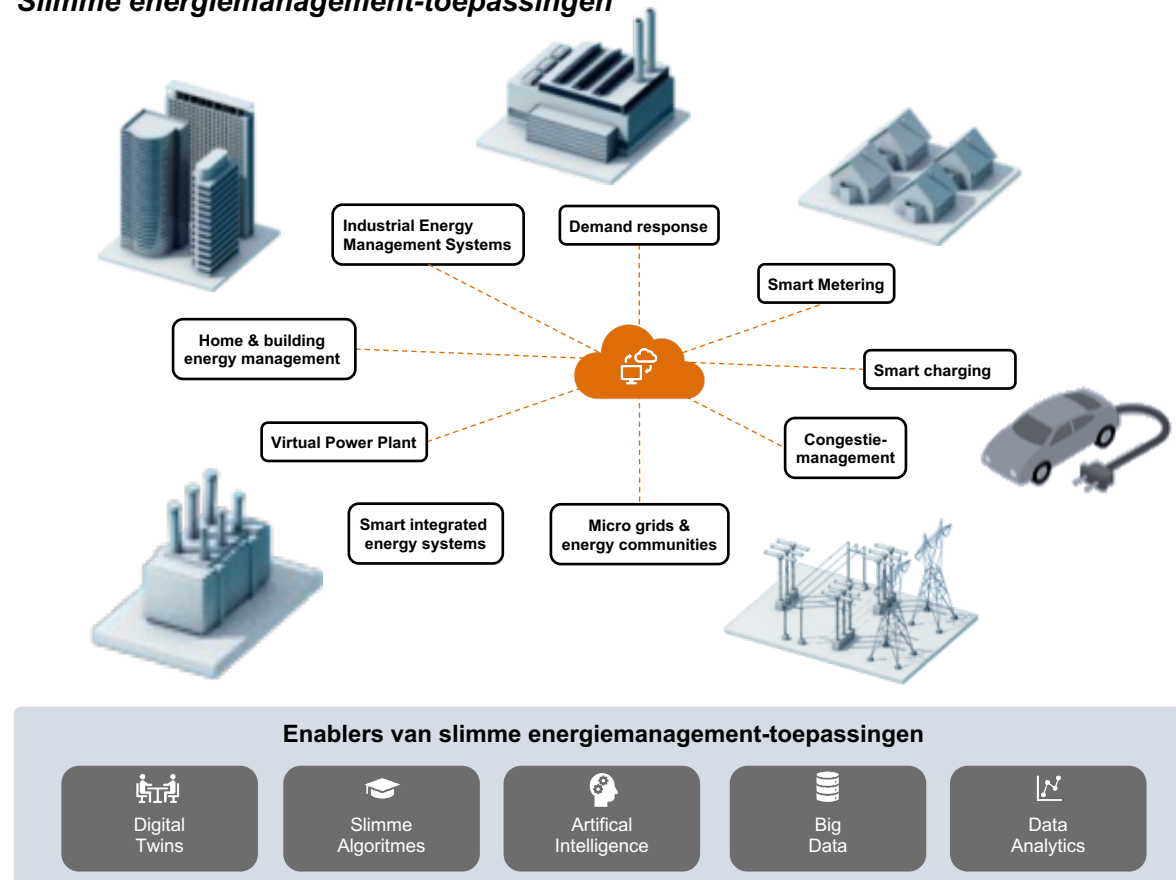 Slimme energiemanagement-toepassingen
Industrial Energy
Management Systems
Demand response
Smart Metering
Home & building
energy management
Smart charging
Virtual Power Plant
Congestie-
management
Smart integrated
energy systems
Micro grids &
energy communities
Enablers van slimme energiemanagement-toepassingen
Digital
Twins
Slimme
Algoritmes
Artifical
Intelligence
Big
Data
Data
Analytics